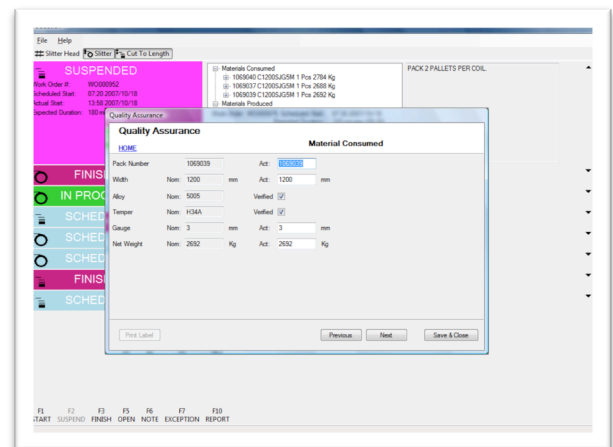 File Help
Slitter Head Slitter Cut To Length
SUSPENDED
Work Order #: WO000952
Scheduled Start: 07:20 2007/10/18
Actual Start: 13:58 2007/10/18
Expected Duration: 180 m
Materials Consumed
1069040 C1200SJG5M 1 Pcs 2784 Kg
1069037 C1200SJG5M 1 Pcs 2688 Kg
1069039 C1200SJG5M 1 Pcs 2692 Kg
Materials Produced
PACK 2 PALLETS PER COIL.
FINIS
IN PROC
SCHED
SCHED
SCHED
FINIS
SCHED
Quality Assurance
Quality Assurance
HOME
Material Consumed
Pack Number 1069039 Act: 1069039
Width Nom: 1200 mm Act: 1200 mm
Alloy Nom: 5005 Verified
Temper Nom: H34A Verified
Gauge Nom: 3 mm Act: 3 mm
Net Weight Nom: 2692 Kg Act: 2692 Kg
Print Label Previous Next Save & Close
F1 F2 F3 F5 F6 F7 F10
START SUSPEND FINISH OPEN NOTE EXCEPTION REPORT